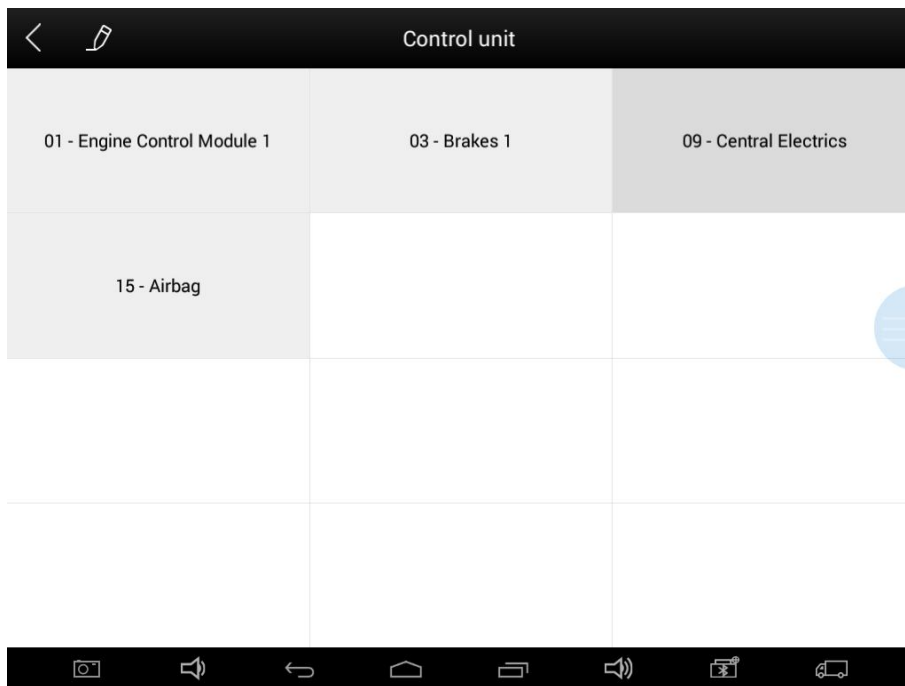 Control unit
01 - Engine Control Module 1
03 - Brakes 1
09 - Central Electrics
15 - Airbag